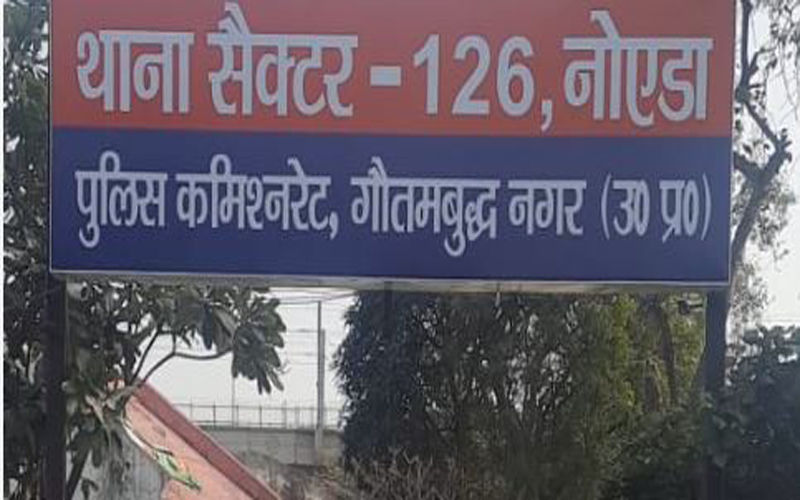 थाना सैक्टर - 126, नोएडा
पुलिस कमिश्नरेट, गौतमबुद्ध नगर (उ0 प्र0)